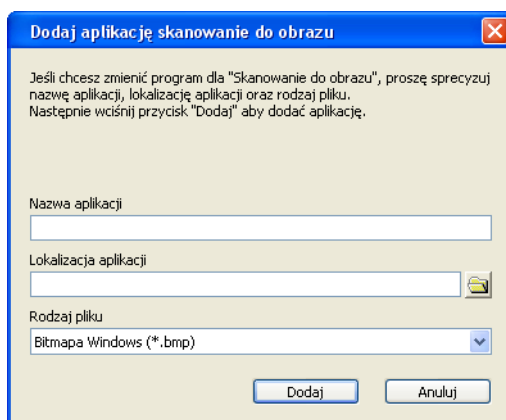 Dodaj aplikację skanowanie do obrazu
Jeśli chcesz zmienić program dla "Skanowanie do obrazu", proszę sprecyzuj
nazwę aplikacji, lokalizację aplikacji oraz rodzaj pliku.
Następnie wciśnij przycisk "Dodaj" aby dodać aplikację.
Nazwa aplikacji
Lokalizacja aplikacji
Rodzaj pliku
Bitmapa Windows (*.bmp)
Dodaj Anuluj